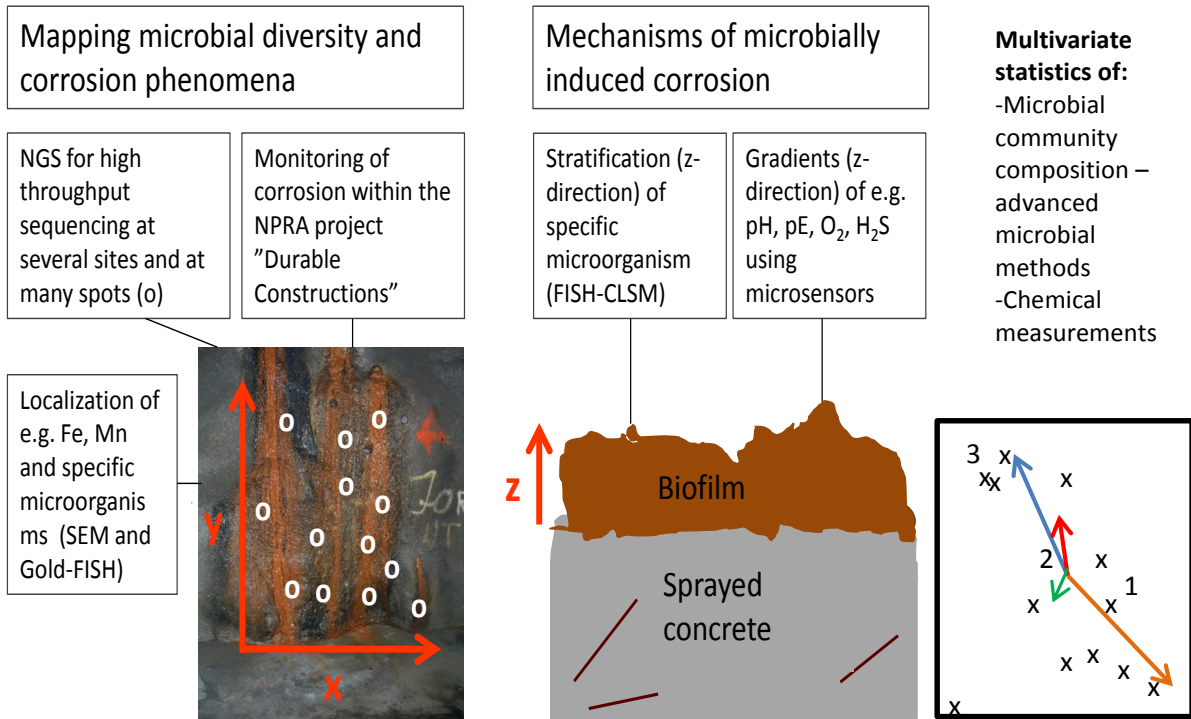 Mapping microbial diversity and
corrosion phenomena
Mechanisms of microbially
induced corrosion
Multivariate
statistics of:
-Microbial
community
composition –
advanced
microbial
methods
-Chemical
measurements
NGS for high
throughput
sequencing at
several sites and at
many spots (o)
Monitoring of
corrosion within the
NPRA project
”Durable
Constructions”
Stratification (z-
direction) of
specific
microorganism
(FISH-CLSM)
Gradients (z-
direction) of e.g.
pH, pE, O₂, H₂S
using
microsensors
Localization of
e.g. Fe, Mn
and specific
microorganis
ms (SEM and
Gold-FISH)
o
o
o
o
o
o
o
o
o
o
o
o
o
y
x
z
Biofilm
Sprayed
concrete
3
x
x
x
x
2
x
1
x
x
x
x
x
x
x